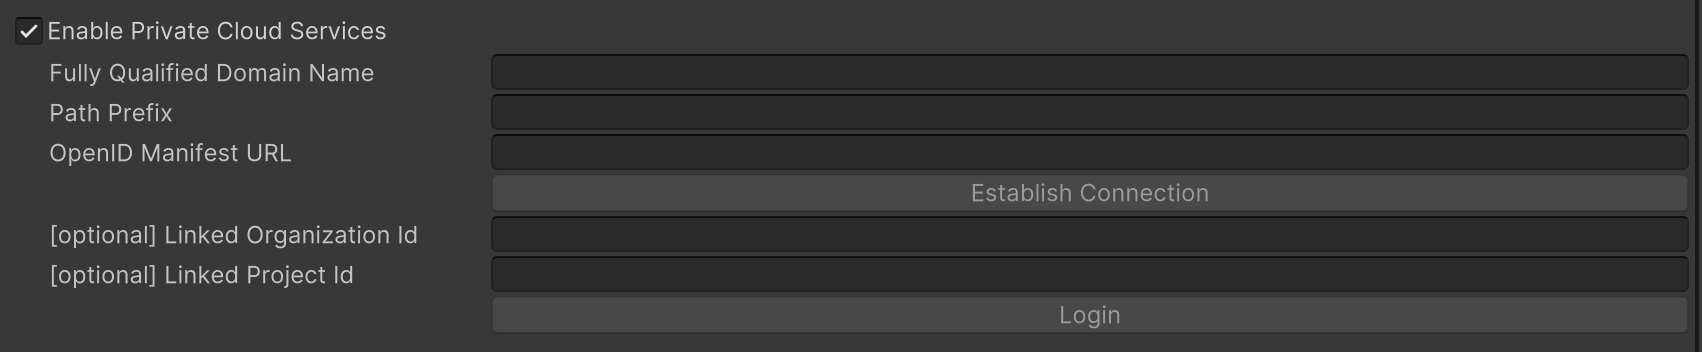 Enable Private Cloud Services
Fully Qualified Domain Name
Path Prefix
OpenID Manifest URL
Establish Connection
[optional] Linked Organization Id
[optional] Linked Project Id
Login